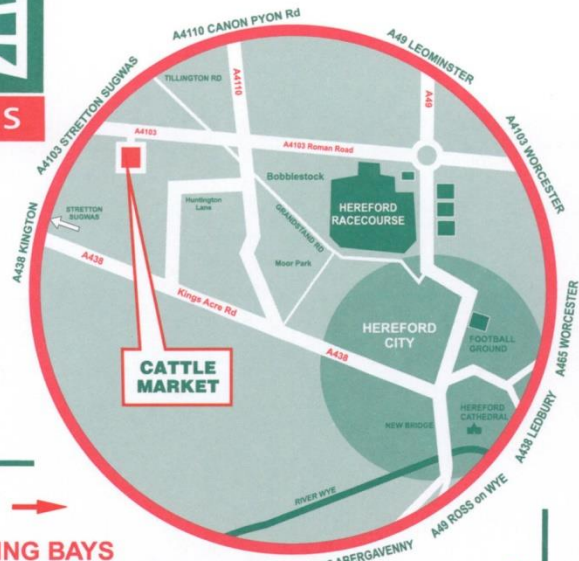 S
A4110 CANON PYON Rd
A49 LEOMINSTER
A4103 STRETTON SUGWAS
TILLINGTON RD
A4110
A49
A4103 WORCESTER
A4103
A4103 Roman Road
Bobblestock
HEREFORD
RACECOURSE
Huntington
Lane
STRETTON
SUGWAS
GRANDSTAND RD
A438 KINGTON
A438
Moor Park
Kings Acre Rd
A465 WORCESTER
HEREFORD
CITY
FOOTBALL
GROUND
A438
CATTLE
MARKET
HEREFORD
CATHEDRAL
NEW BRIDGE
A438 LEDBURY
RIVER WYE
A49 ROSS on WYE
ABERGAVENNY
ING BAYS